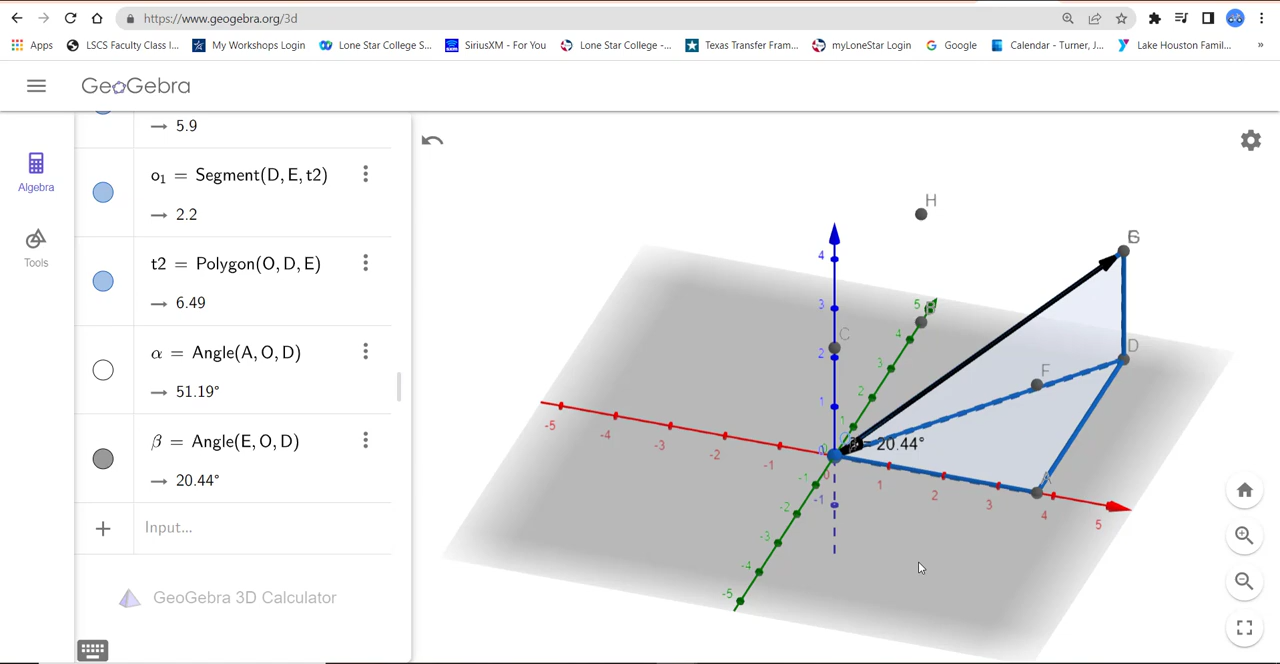 https://www.geogebra.org/3d
Apps
LSCS Faculty Class I...
My Workshops Login
Lone Star College S...
SiriusXM - For You
Lone Star College -...
Texas Transfer Fram...
myLoneStar Login
Google
Calendar - Turner, J...
Lake Houston Famil...
»
GeoGebra
Algebra
Tools
→ 5.9
o₁ = Segment(D, E, t2)
→ 2.2
t2 = Polygon(O, D, E)
→ 6.49
α = Angle(A, O, D)
→ 51.19°
β = Angle(E, O, D)
→ 20.44°
+ Input...
GeoGebra 3D Calculator
H
4
3
2
1
0
-1
C
5
4
3
2
1
-1
-2
-3
-4
-5
D
F
A
β = 20.44°
-5
-4
-3
-2
-1
0
1
2
3
4
5